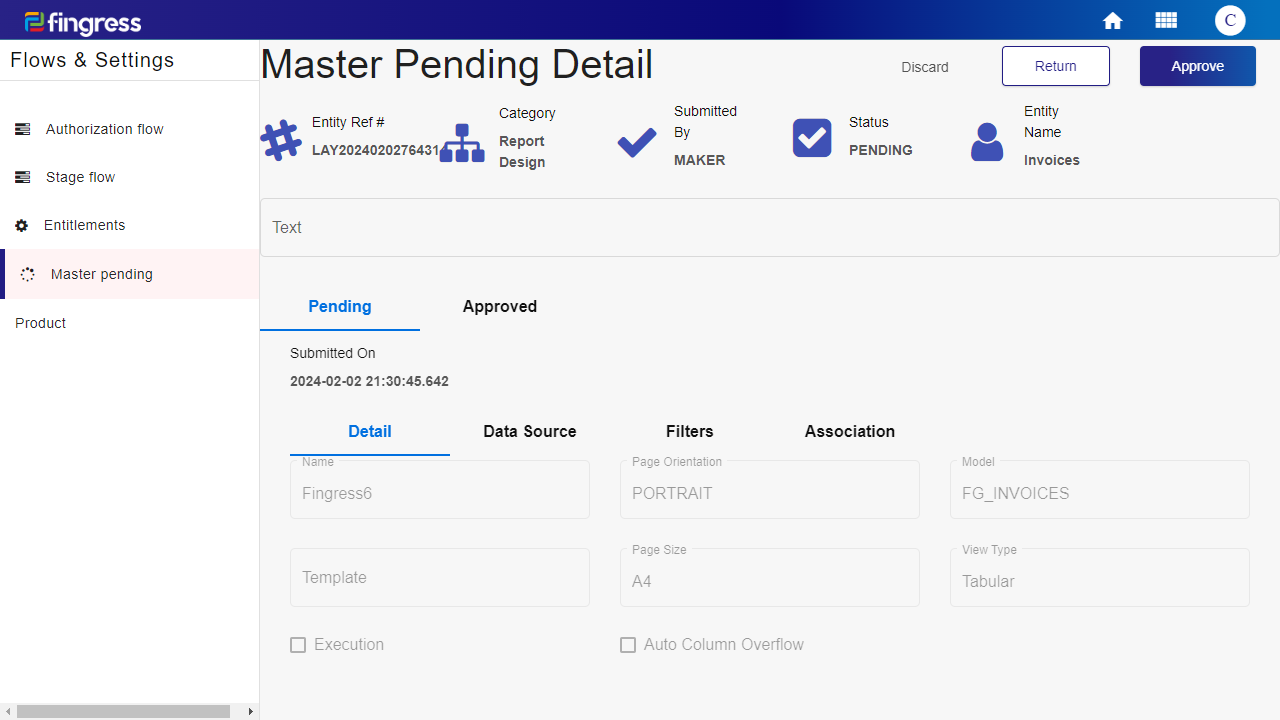 fingress
C
Flows & Settings
Authorization flow
Stage flow
Entitlements
Master pending
Product
Master Pending Detail
Discard
Return
Approve
Entity Ref #
LAY20240202764314
Category
Report
Design
Submitted
By
MAKER
Status
PENDING
Entity
Name
Invoices
Text
Pending
Approved
Submitted On
2024-02-02 21:30:45.642
Detail
Data Source
Filters
Association
Name
Fingress6
Page Orientation
PORTRAIT
Model
FG_INVOICES
Template
Page Size
A4
View Type
Tabular
Execution
Auto Column Overflow